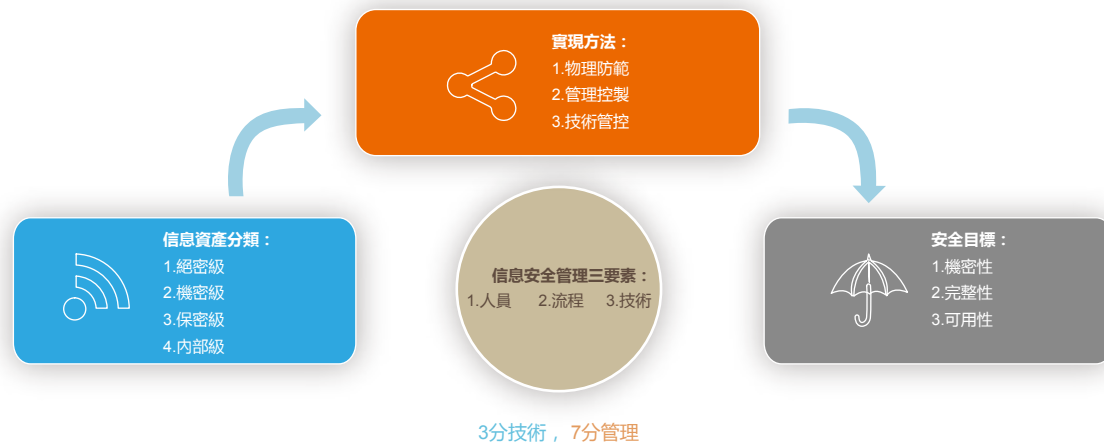 實現方法：
1.物理防範
2.管理控製
3.技術管控
信息資產分類：
1.絕密級
2.機密級
3.保密級
4.内部級
信息安全管理三要素：
1.人員 2.流程 3.技術
安全目標：
1.機密性
2.完整性
3.可用性
3分技術，7分管理